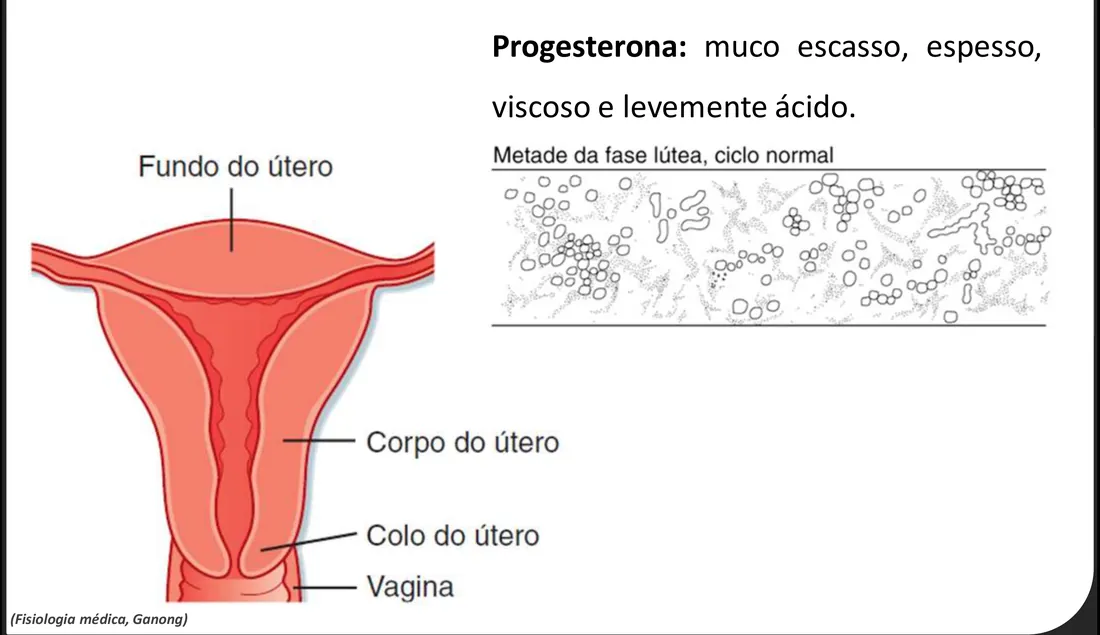 Progesterona: muco escasso, espesso,
viscoso e levemente ácido.
Metade da fase lútea, ciclo normal
Fundo do útero
Corpo do útero
Colo do útero
Vagina
(Fisiologia médica, Ganong)